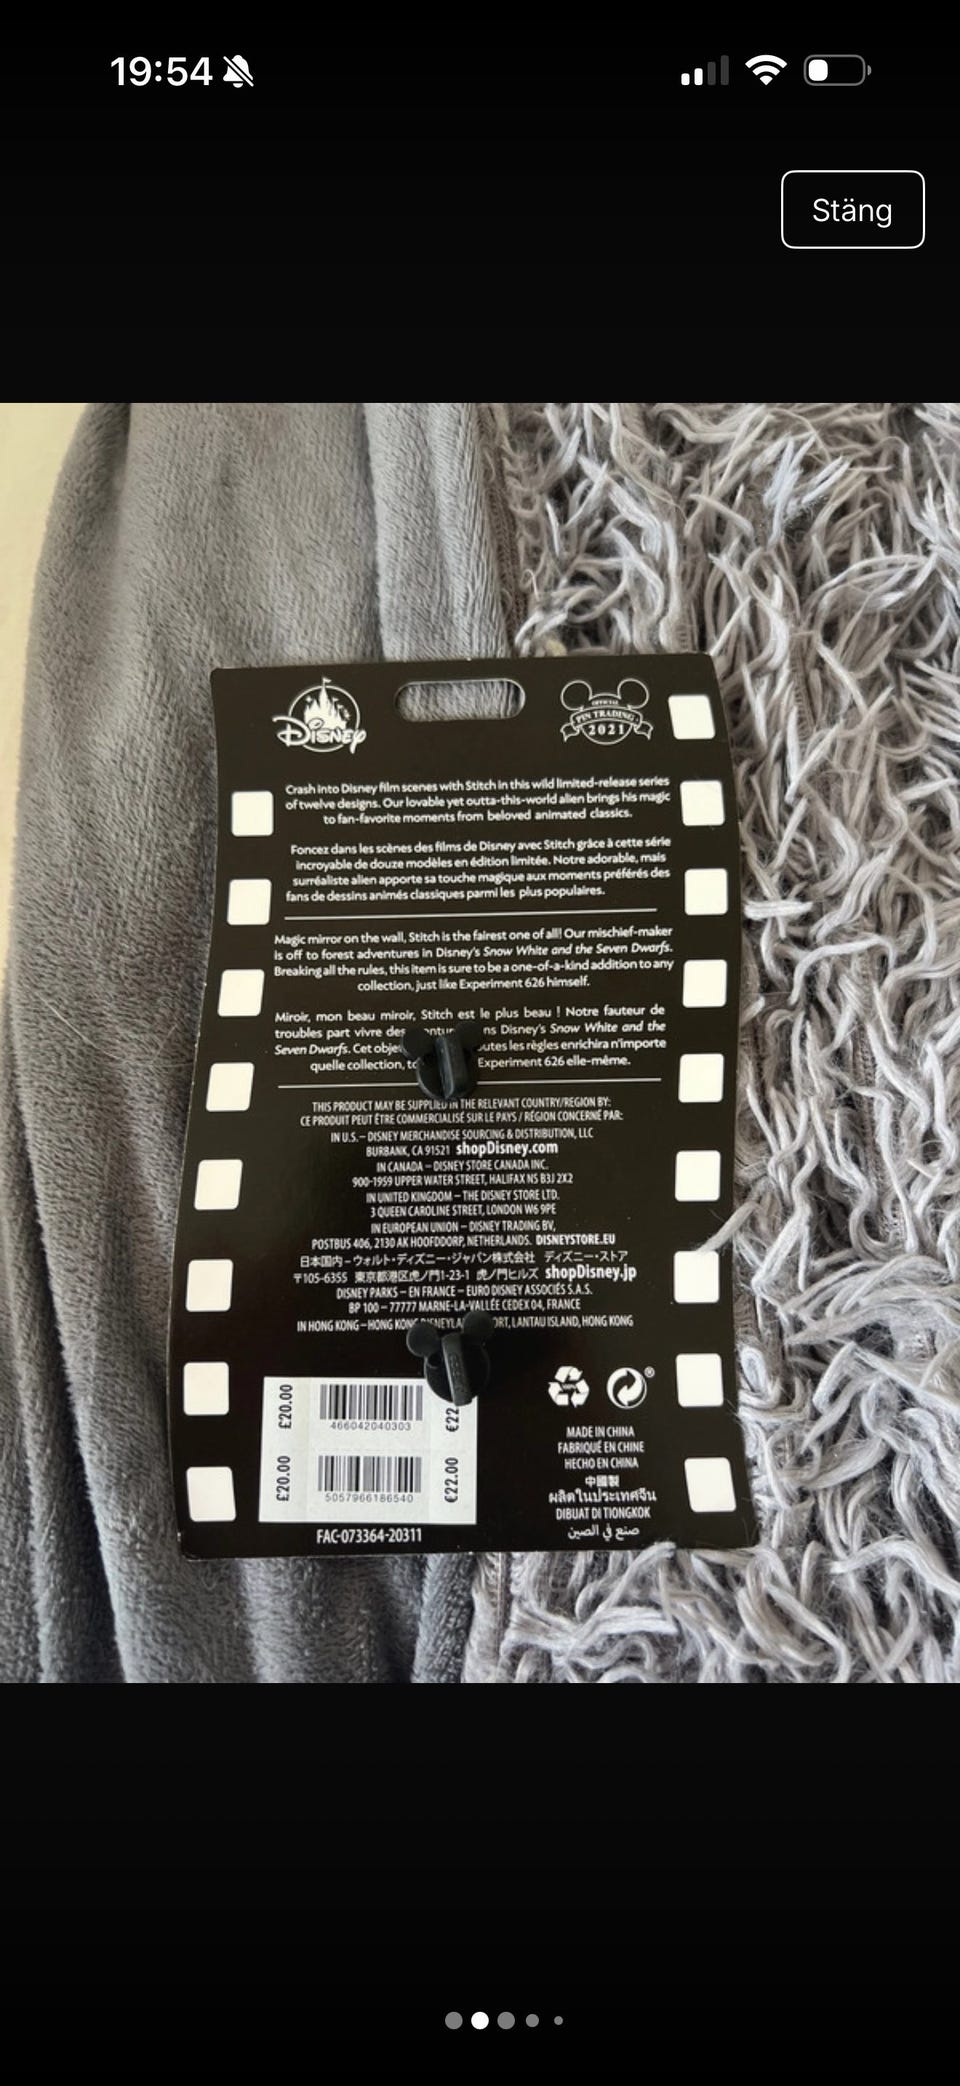 19:54
Stäng
Disney
OFFICIAL
PIN TRADING
2021
Crash into Disney film scenes with Stitch in this wild limited-release series
of twelve designs. Our lovable yet outta-this-world alien brings his magic
to fan-favorite moments from beloved animated classics.
Foncez dans les scènes des films de Disney avec Stitch grâce à cette série
incroyable de douze modèles en édition limitée. Notre adorable, mais
surréaliste alien apporte sa touche magique aux moments préférés des
fans de dessins animés classiques parmi les plus populaires.
Magic mirror on the wall, Stitch is the fairest one of all! Our mischief-maker
is off to forest adventures in Disney's Snow White and the Seven Dwarfs.
Breaking all the rules, this item is sure to be a one-of-a-kind addition to any
collection, just like Experiment 626 himself.
Miroir, mon beau miroir, Stitch est le plus beau ! Notre fauteur de
troubles part vivre des Disney's Snow White and the
Seven Dwarfs. Cet les règles enrichira n'importe
quelle collection, Experiment 626 elle-même.
THIS PRODUCT MAY BE SUPPLIED IN THE RELEVANT COUNTRY/REGION BY:
CE PRODUIT PEUT ÊTRE COMMERCIALISÉ SUR LE PAYS / RÉGION CONCERNÉ PAR:
IN U.S. – DISNEY MERCHANDISE SOURCING & DISTRIBUTION, LLC
BURBANK, CA 91521 shopDisney.com
IN CANADA – DISNEY STORE CANADA INC.
900-1959 UPPER WATER STREET, HALIFAX NS B3J 2X2
IN UNITED KINGDOM – THE DISNEY STORE LTD.
3 QUEEN CAROLINE STREET, LONDON W6 9PE
IN EUROPEAN UNION – DISNEY TRADING BV,
POSTBUS 406, 2130 AK HOOFDDORP, NETHERLANDS. DISNEYSTORE.EU
日本国内–ウォルト・ディズニー・ジャパン株式会社 ディズニー・ストア
〒105-6355 東京都港区虎ノ門1-23-1 虎ノ門ヒルズ shopDisney.jp
DISNEY PARKS – EN FRANCE – EURO DISNEY ASSOCIÉS S.A.S.
BP 100 – 77777 MARNE-LA-VALLÉE CEDEX 04, FRANCE
IN HONG KONG – HONG KONG LANTAU ISLAND, HONG KONG
£20.00
466042040303
£20.00
5057966186540
€22.00
FAC-073364-20311
MADE IN CHINA
FABRIQUÉ EN CHINE
HECHO EN CHINA
中國製
ผลิตในประเทศจีน
DIBUAT DI TIONGKOK
صنع في الصين